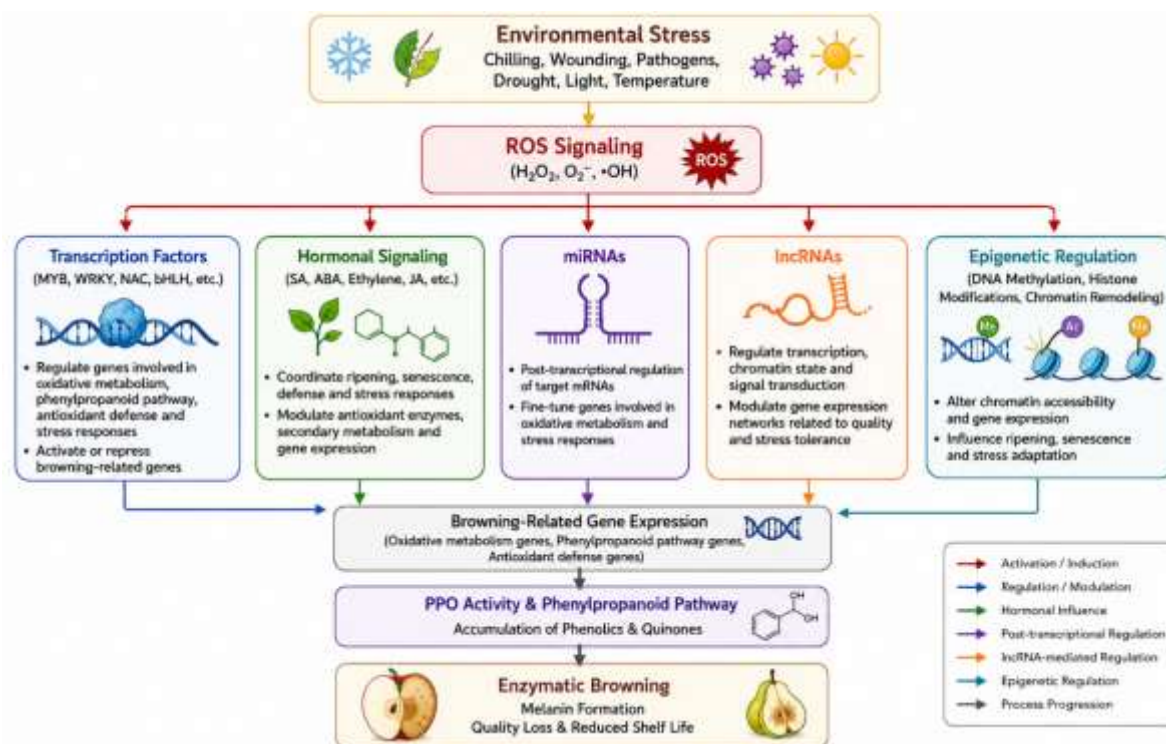 Environmental Stress
Chilling, Wounding, Pathogens,
Drought, Light, Temperature
ROS Signaling
(H₂O₂, O₂⁻, •OH)
ROS
Transcription Factors
(MYB, WRKY, NAC, bHLH, etc.)
• Regulate genes involved in
oxidative metabolism,
phenylpropanoid pathway,
antioxidant defense and
stress responses
• Activate or repress
browning-related genes
Hormonal Signaling
(SA, ABA, Ethylene, JA, etc.)
• Coordinate ripening, senescence,
defense and stress responses
• Modulate antioxidant enzymes,
secondary metabolism and
gene expression
miRNAs
• Post-transcriptional regulation
of target mRNAs
• Fine-tune genes involved in
oxidative metabolism and
stress responses
lncRNAs
• Regulate transcription,
chromatin state and
signal transduction
• Modulate gene expression
networks related to quality
and stress tolerance
Epigenetic Regulation
(DNA Methylation, Histone
Modifications, Chromatin Remodeling)
Me
Ac
• Alter chromatin accessibility
and gene expression
• Influence ripening, senescence
and stress adaptation
Browning-Related Gene Expression
(Oxidative metabolism genes, Phenylpropanoid pathway genes,
Antioxidant defense genes)
PPO Activity & Phenylpropanoid Pathway
Accumulation of Phenolics & Quinones
OH
OH
Enzymatic Browning
Melanin Formation
Quality Loss & Reduced Shelf Life
Activation / Induction
Regulation / Modulation
Hormonal Influence
Post-transcriptional Regulation
lncRNA-mediated Regulation
Epigenetic Regulation
Process Progression